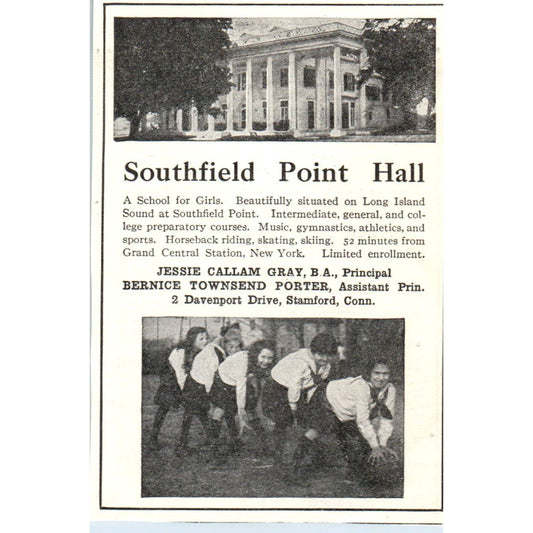 Southfield Point Hall
A School for Girls. Beautifully situated on Long Island
Sound at Southfield Point. Intermediate, general, and col-
lege preparatory courses. Music, gymnastics, athletics, and
sports. Horseback riding, skating, skiing. 52 minutes from
Grand Central Station, New York. Limited enrollment.
JESSIE CALLAM GRAY, B.A., Principal
BERNICE TOWNSEND PORTER, Assistant Prin.
2 Davenport Drive, Stamford, Conn.